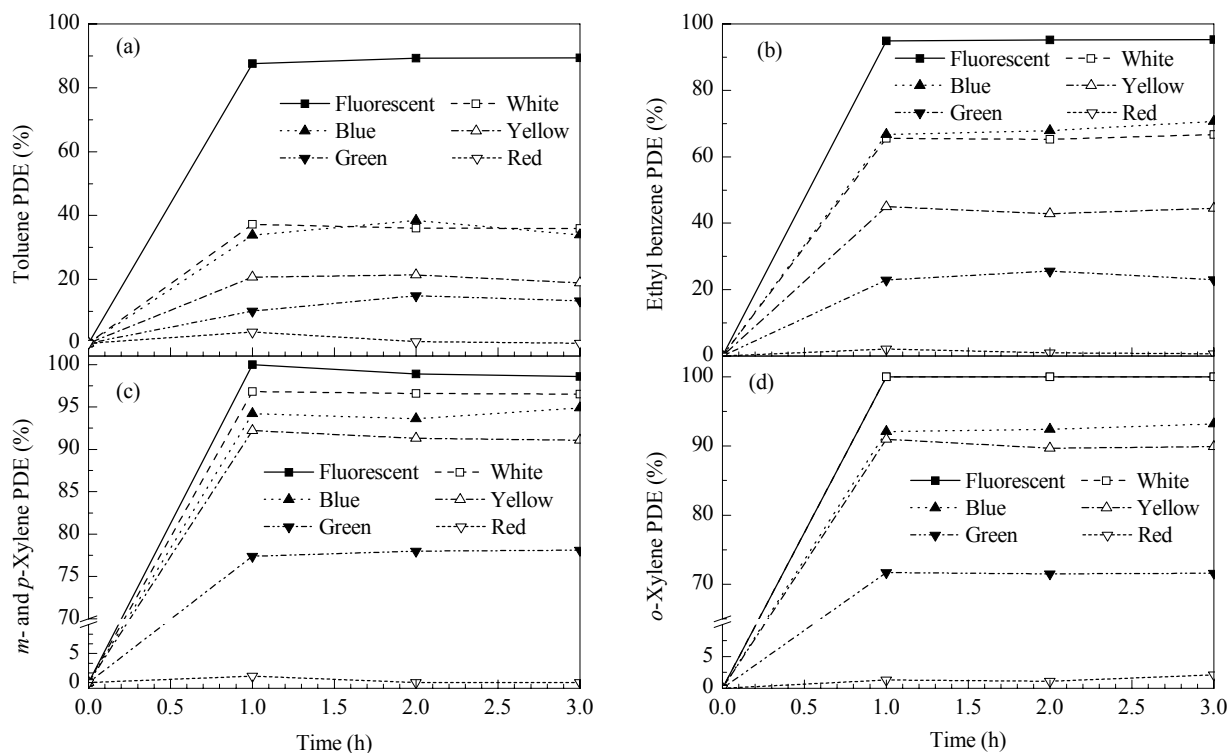 100
80
60
40
20
0
Toluene PDE (%)
(a)
Fluorescent
White
Blue
Yellow
Green
Red
100
80
60
40
20
0
Ethyl benzene PDE (%)
(b)
Fluorescent
White
Blue
Yellow
Green
Red
100
95
90
85
80
75
70
5
0
m- and p-Xylene PDE (%)
(c)
Fluorescent
White
Blue
Yellow
Green
Red
0.0 0.5 1.0 1.5 2.0 2.5 3.0
Time (h)
100
90
80
70
5
0
o-Xylene PDE (%)
(d)
Fluorescent
White
Blue
Yellow
Green
Red
0.0 0.5 1.0 1.5 2.0 2.5 3.0
Time (h)